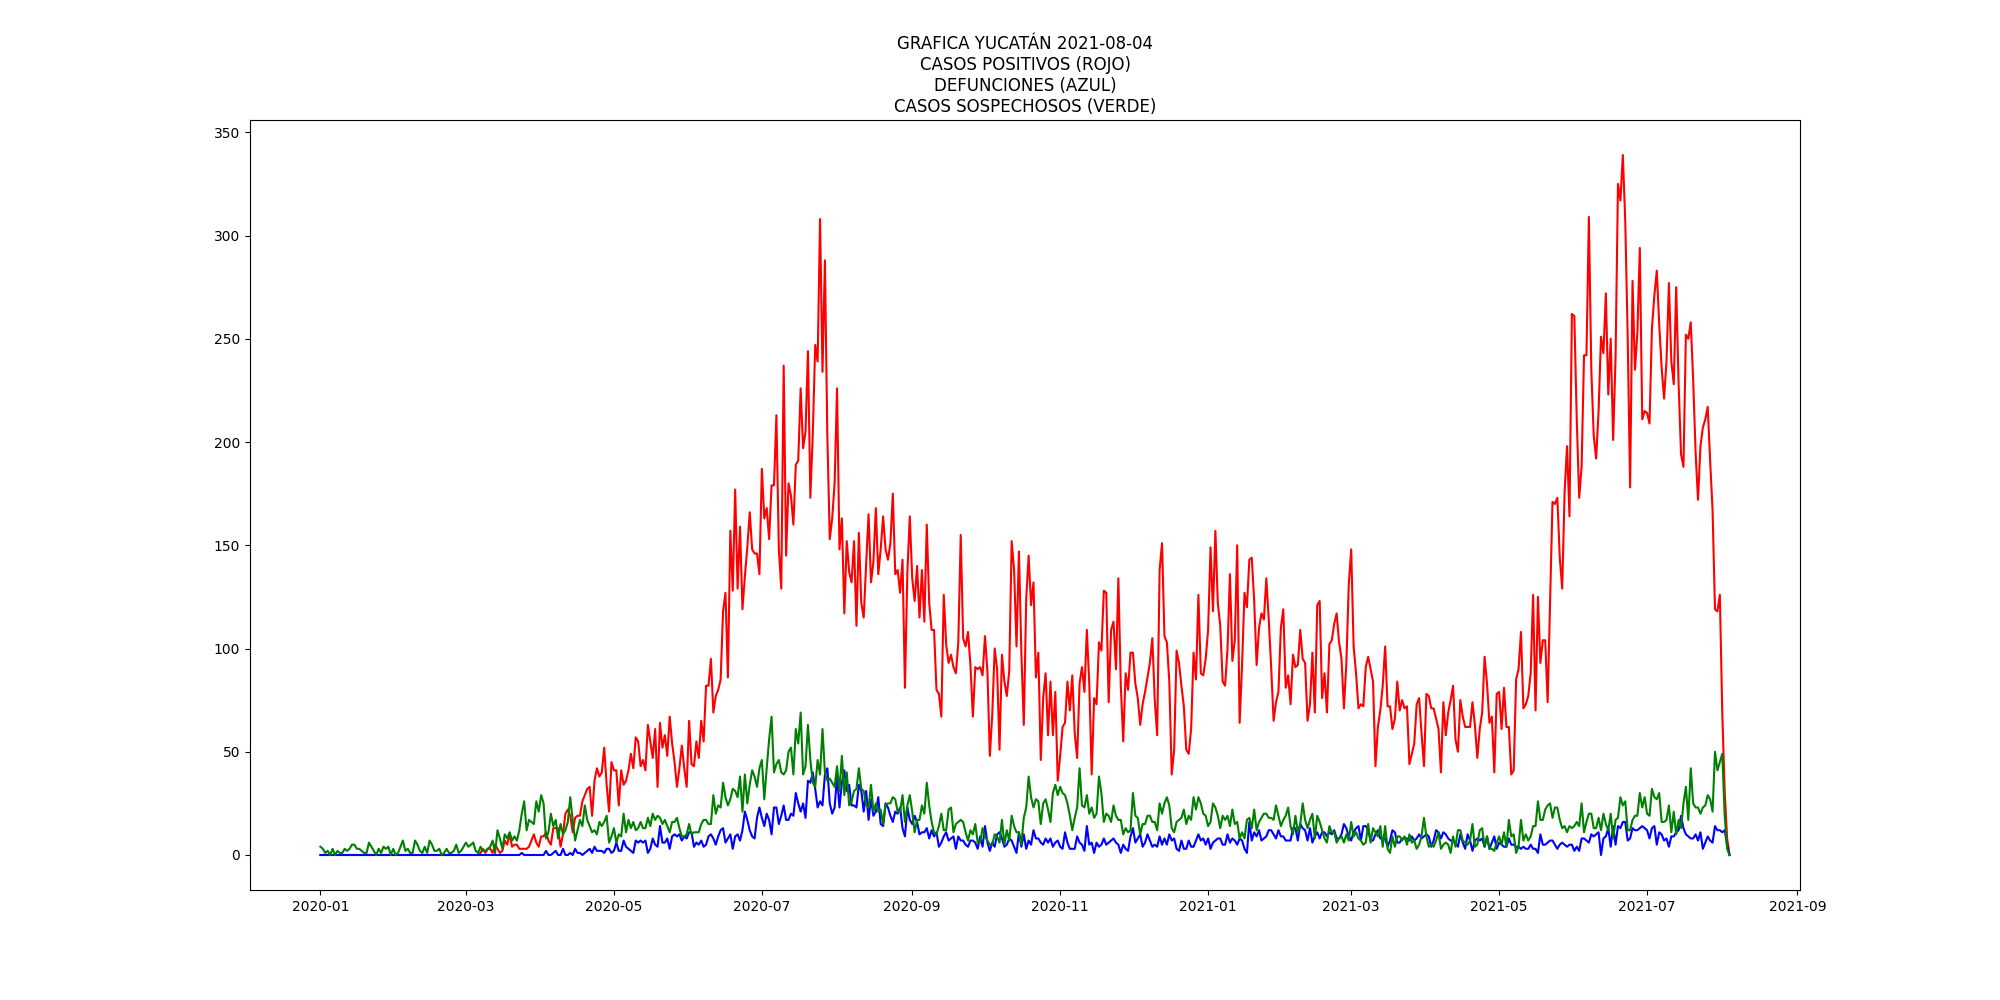 GRAFICA YUCATÁN 2021-08-04
CASOS POSITIVOS (ROJO)
DEFUNCIONES (AZUL)
CASOS SOSPECHOSOS (VERDE)
350
300
250
200
150
100
50
0
2020-01 2020-03 2020-05 2020-07 2020-09 2020-11 2021-01 2021-03 2021-05 2021-07 2021-09